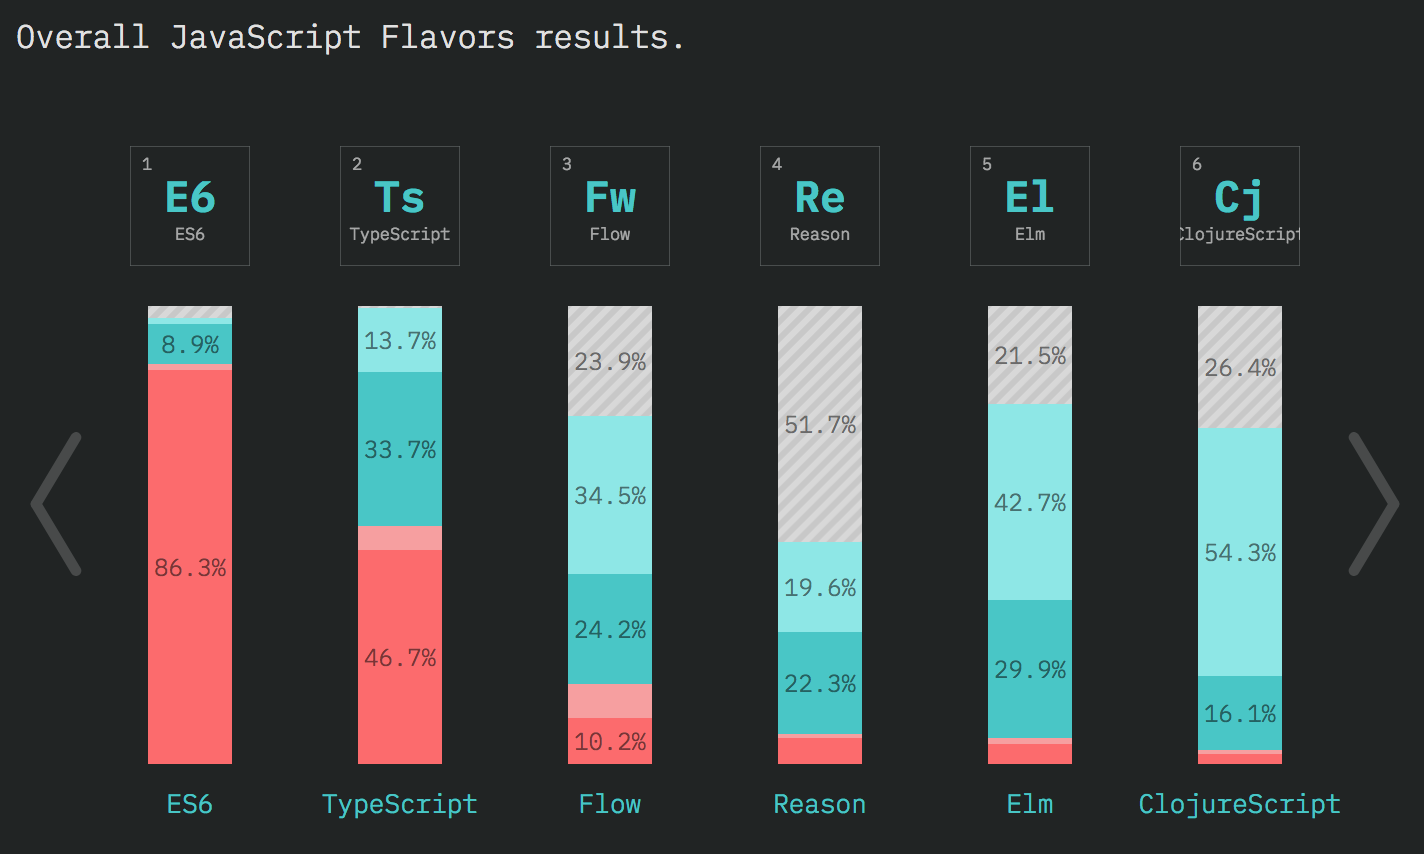 Overall JavaScript Flavors results.
1 2 3 4 5 6
E6 Ts Fw Re El Cj
ES6 TypeScript Flow Reason Elm ClojureScript
8.9% 13.7% 23.9% 51.7% 21.5% 26.4%
33.7% 34.5% 19.6% 42.7% 54.3%
86.3% 46.7% 24.2% 22.3% 29.9% 16.1%
10.2%
ES6 TypeScript Flow Reason Elm ClojureScript